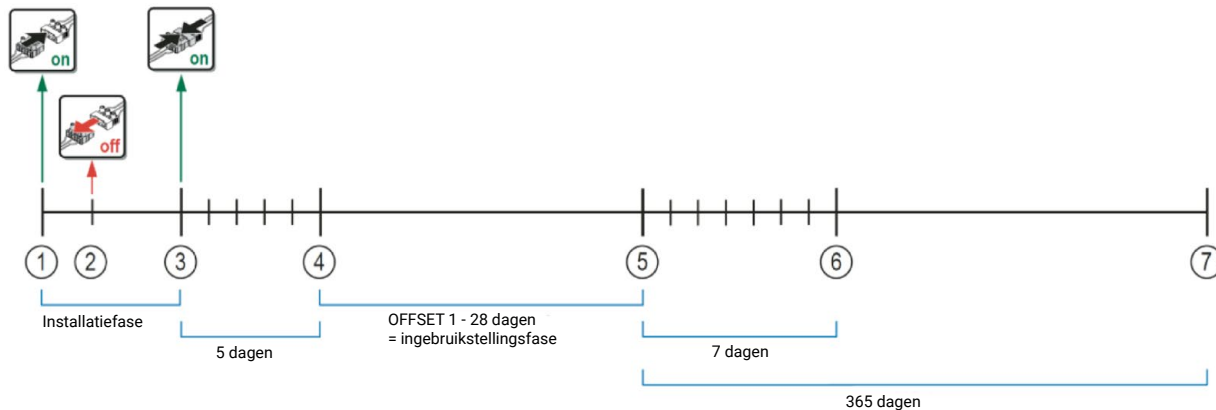 on
on
off
1 2 3 4 5 6 7
Installatiefase
5 dagen
OFFSET 1 - 28 dagen
= ingebruikstellingsfase
7 dagen
365 dagen